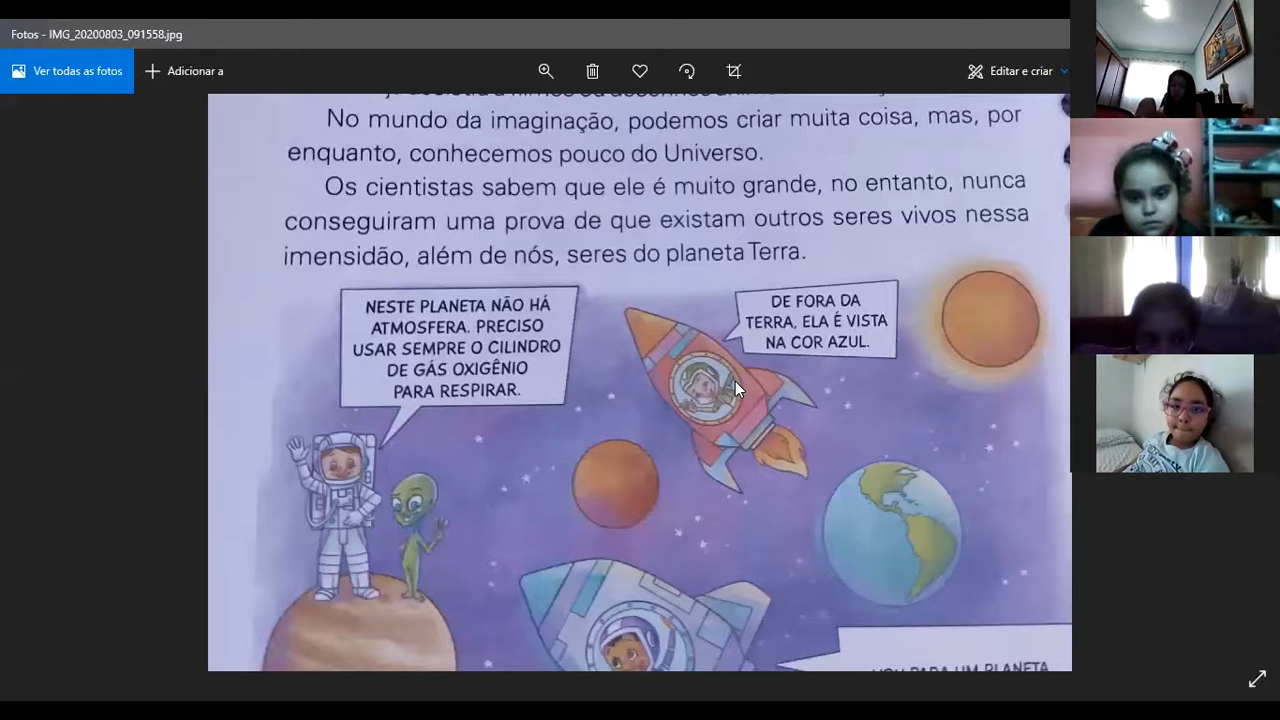 Fotos - IMG_20200803_091558.jpg
Ver todas as fotos
Adicionar a
Editar e criar
No mundo da imaginação, podemos criar muita coisa, mas, por
enquanto, conhecemos pouco do Universo.
Os cientistas sabem que ele é muito grande, no entanto, nunca
conseguiram uma prova de que existam outros seres vivos nessa
imensidão, além de nós, seres do planeta Terra.
NESTE PLANETA NÃO HÁ
ATMOSFERA. PRECISO
USAR SEMPRE O CILINDRO
DE GÁS OXIGÊNIO
PARA RESPIRAR.
DE FORA DA
TERRA, ELA É VISTA
NA COR AZUL.
VOU PARA UM PLANETA